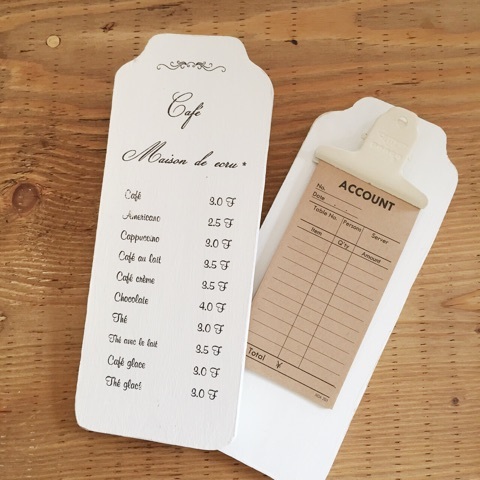 Café
Maison de ecru*
Café 3.0 F
Americano 2.5 F
Cappuccino 3.0 F
Café au lait 3.5 F
Café crème 3.5 F
Chocolate 4.0 F
Thé 3.0 F
Thé avec le lait 3.5 F
Café glace 3.0 F
Thé glacé 3.0 F
ACCOUNT
No.
Date
Table No. Persons Server
Item Q'ty Amount
Total ¥